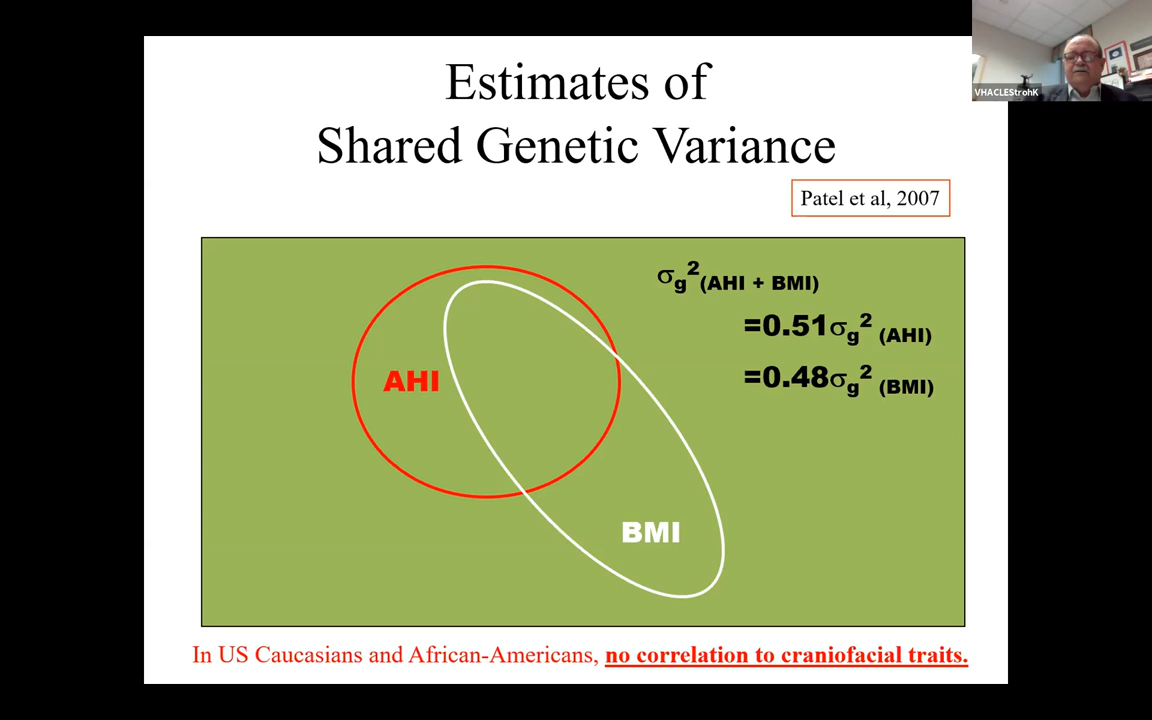 Estimates of
Shared Genetic Variance
VHACLEStrohK
Patel et al, 2007
σg²(AHI + BMI)
=0.51σg² (AHI)
=0.48σg² (BMI)
AHI
BMI
In US Caucasians and African-Americans, no correlation to craniofacial traits.